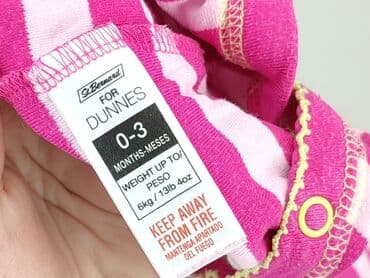 St.Bernard
FOR
DUNNES
0-3
MONTHS-MESES
WEIGHT UP TO/
PESO
6kg / 13lb 4oz
KEEP AWAY
FROM FIRE
MANTENGA APARTADO
DEL FUEGO